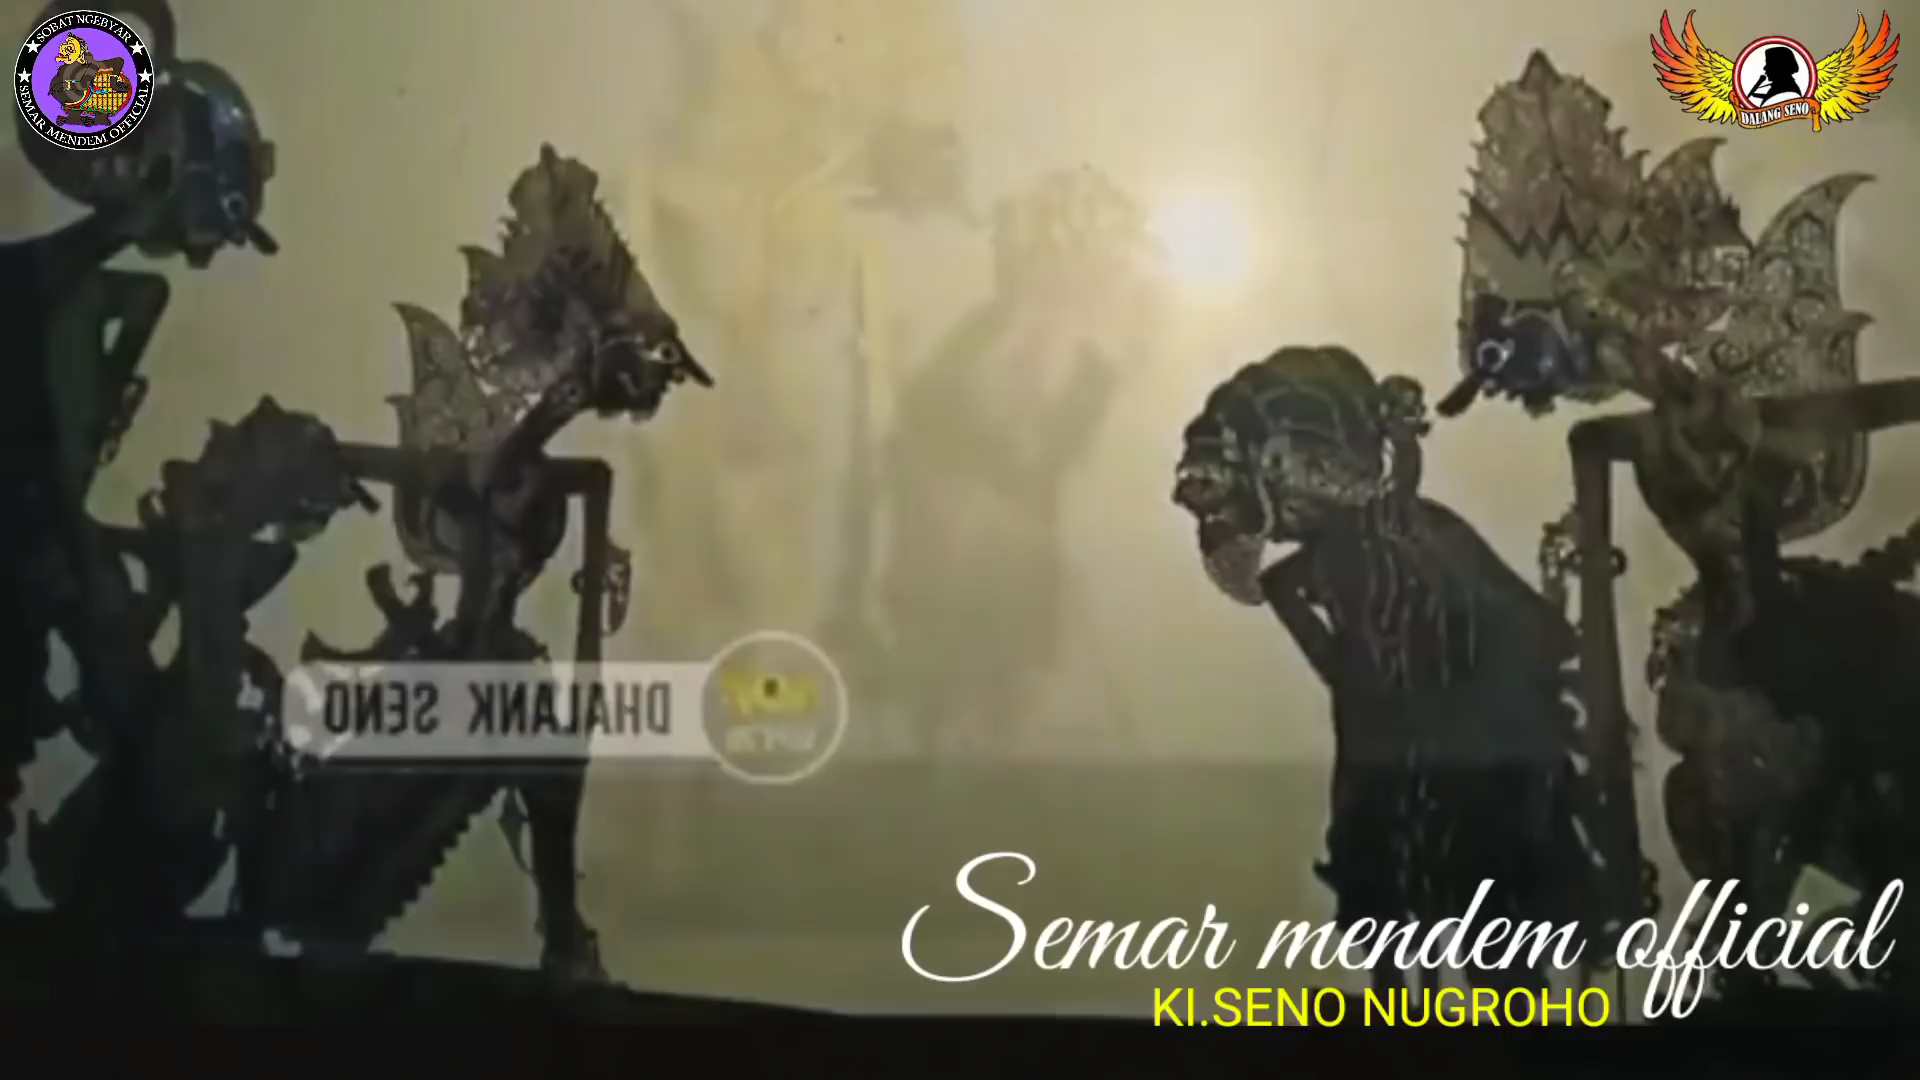 SOBAT NGEBYAR
SEMAR MENDEM OFFICIAL
DALANG SENO
DHALANK SENO
Semar mendem official
KI.SENO NUGROHO